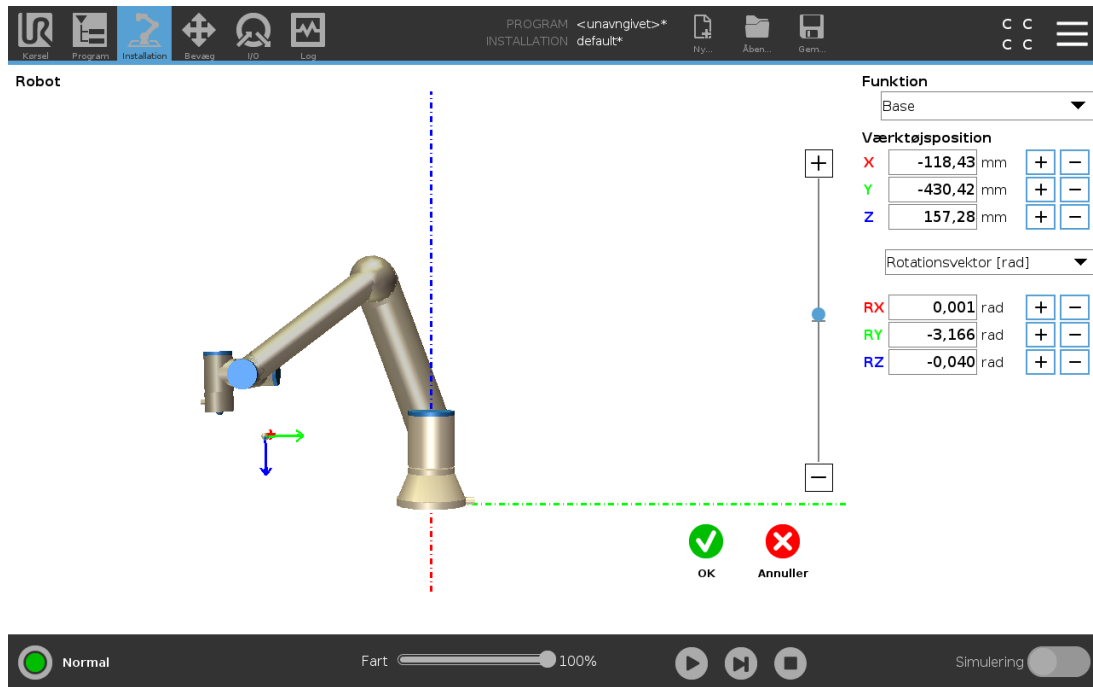 UR
Kørsel
Program
Installation
Bevæg
I/O
Log
PROGRAM <unavngivet>*
INSTALLATION default*
Ny...
Åben...
Gem...
C C
C C
Robot
Funktion
Base
Værktøjsposition
X -118,43 mm + −
Y -430,42 mm + −
Z 157,28 mm + −
Rotationsvektor [rad]
RX 0,001 rad + −
RY -3,166 rad + −
RZ -0,040 rad + −
+
−
OK
Annuller
Normal
Fart 100%
Simulering